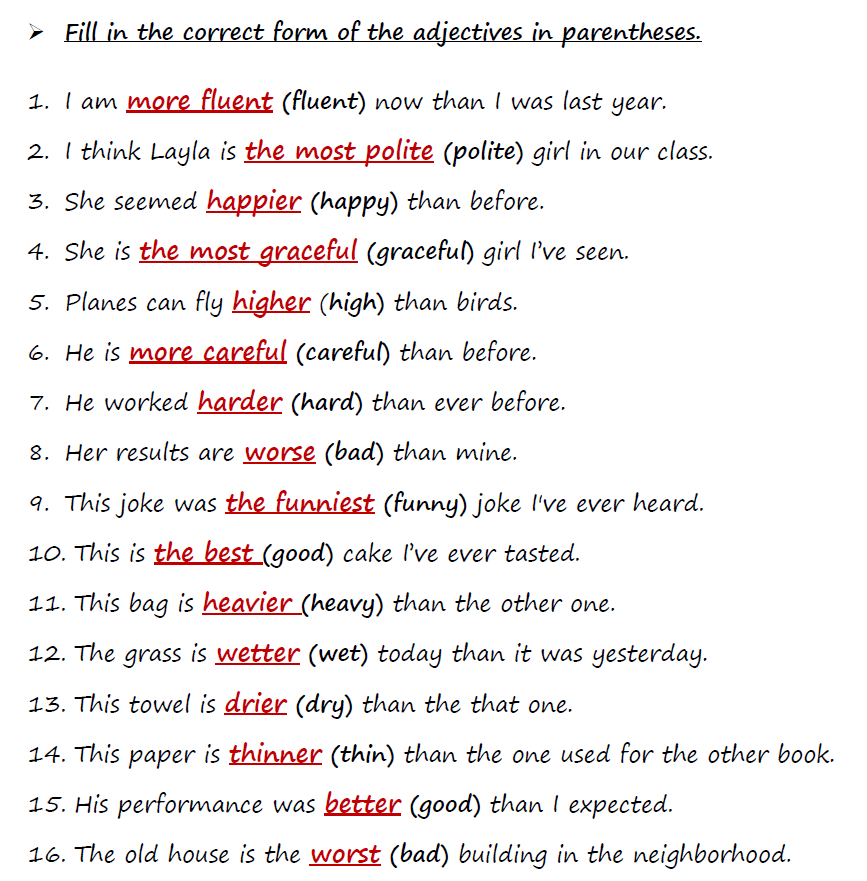 ➢ Fill in the correct form of the adjectives in parentheses.
1. I am more fluent (fluent) now than I was last year.
2. I think Layla is the most polite (polite) girl in our class.
3. She seemed happier (happy) than before.
4. She is the most graceful (graceful) girl I’ve seen.
5. Planes can fly higher (high) than birds.
6. He is more careful (careful) than before.
7. He worked harder (hard) than ever before.
8. Her results are worse (bad) than mine.
9. This joke was the funniest (funny) joke I've ever heard.
10. This is the best (good) cake I’ve ever tasted.
11. This bag is heavier (heavy) than the other one.
12. The grass is wetter (wet) today than it was yesterday.
13. This towel is drier (dry) than the that one.
14. This paper is thinner (thin) than the one used for the other book.
15. His performance was better (good) than I expected.
16. The old house is the worst (bad) building in the neighborhood.